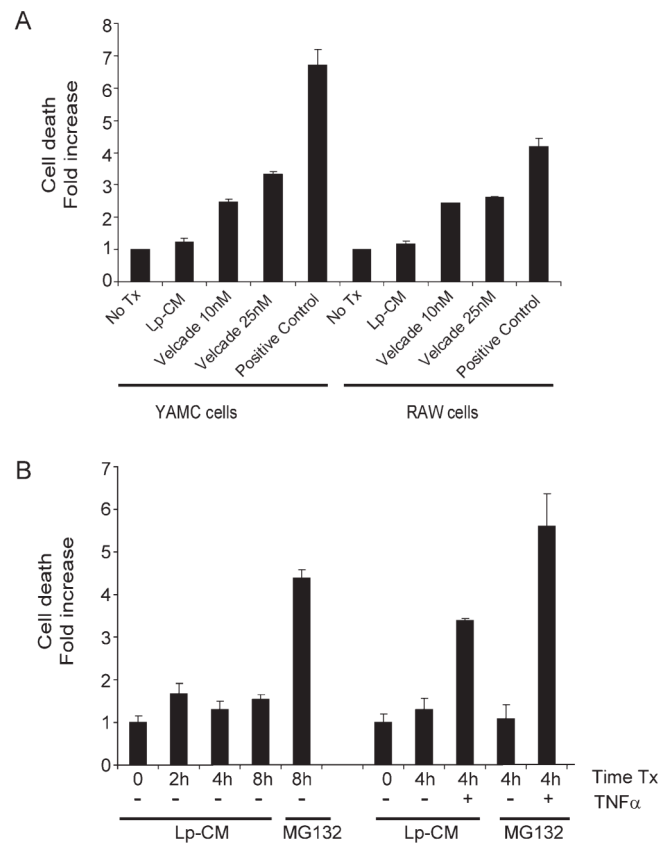 A
Cell death
Fold increase
8
7
6
5
4
3
2
1
0
No Tx
Lp-CM
Velcade 10nM
Velcade 25nM
Positive Control
No Tx
Lp-CM
Velcade 10nM
Velcade 25nM
Positive Control
YAMC cells RAW cells
B
Cell death
Fold increase
7
6
5
4
3
2
1
0
0 2h 4h 8h 8h 0 4h 4h 4h 4h Time Tx
- - - - - - - + - + TNFα
Lp-CM MG132 Lp-CM MG132